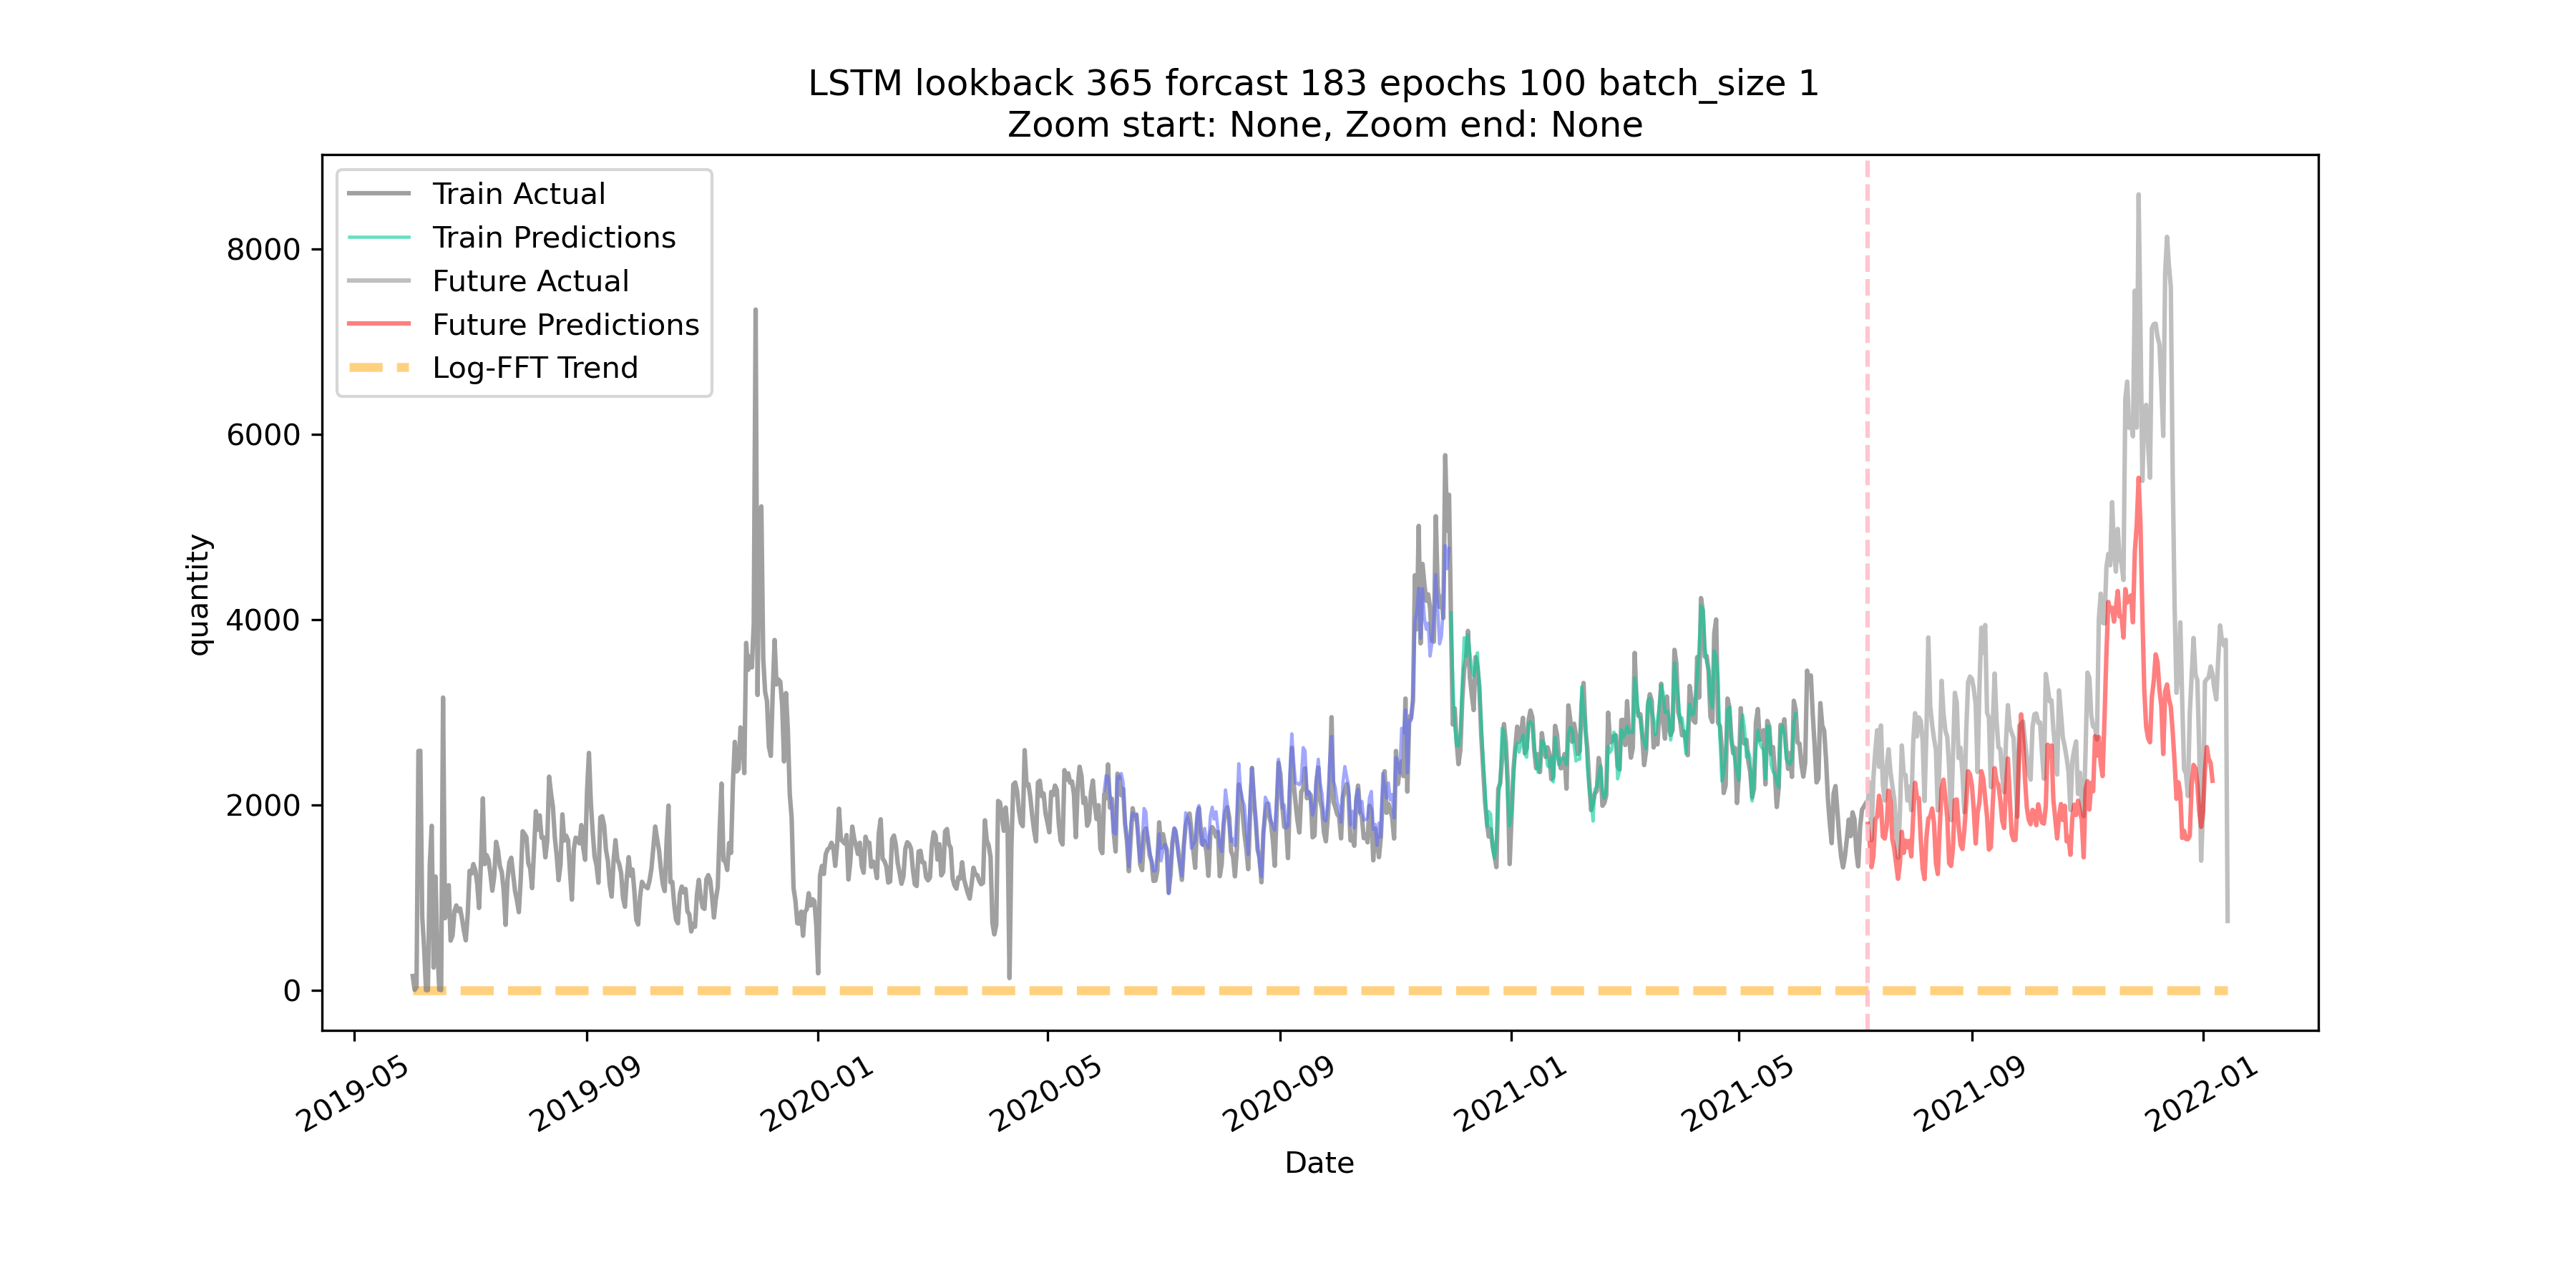 LSTM lookback 365 forcast 183 epochs 100 batch_size 1
Zoom start: None, Zoom end: None
Train Actual
Train Predictions
Future Actual
Future Predictions
Log-FFT Trend
8000
6000
4000
2000
0
quantity
2019-05
2019-09
2020-01
2020-05
2020-09
2021-01
2021-05
2021-09
2022-01
Date